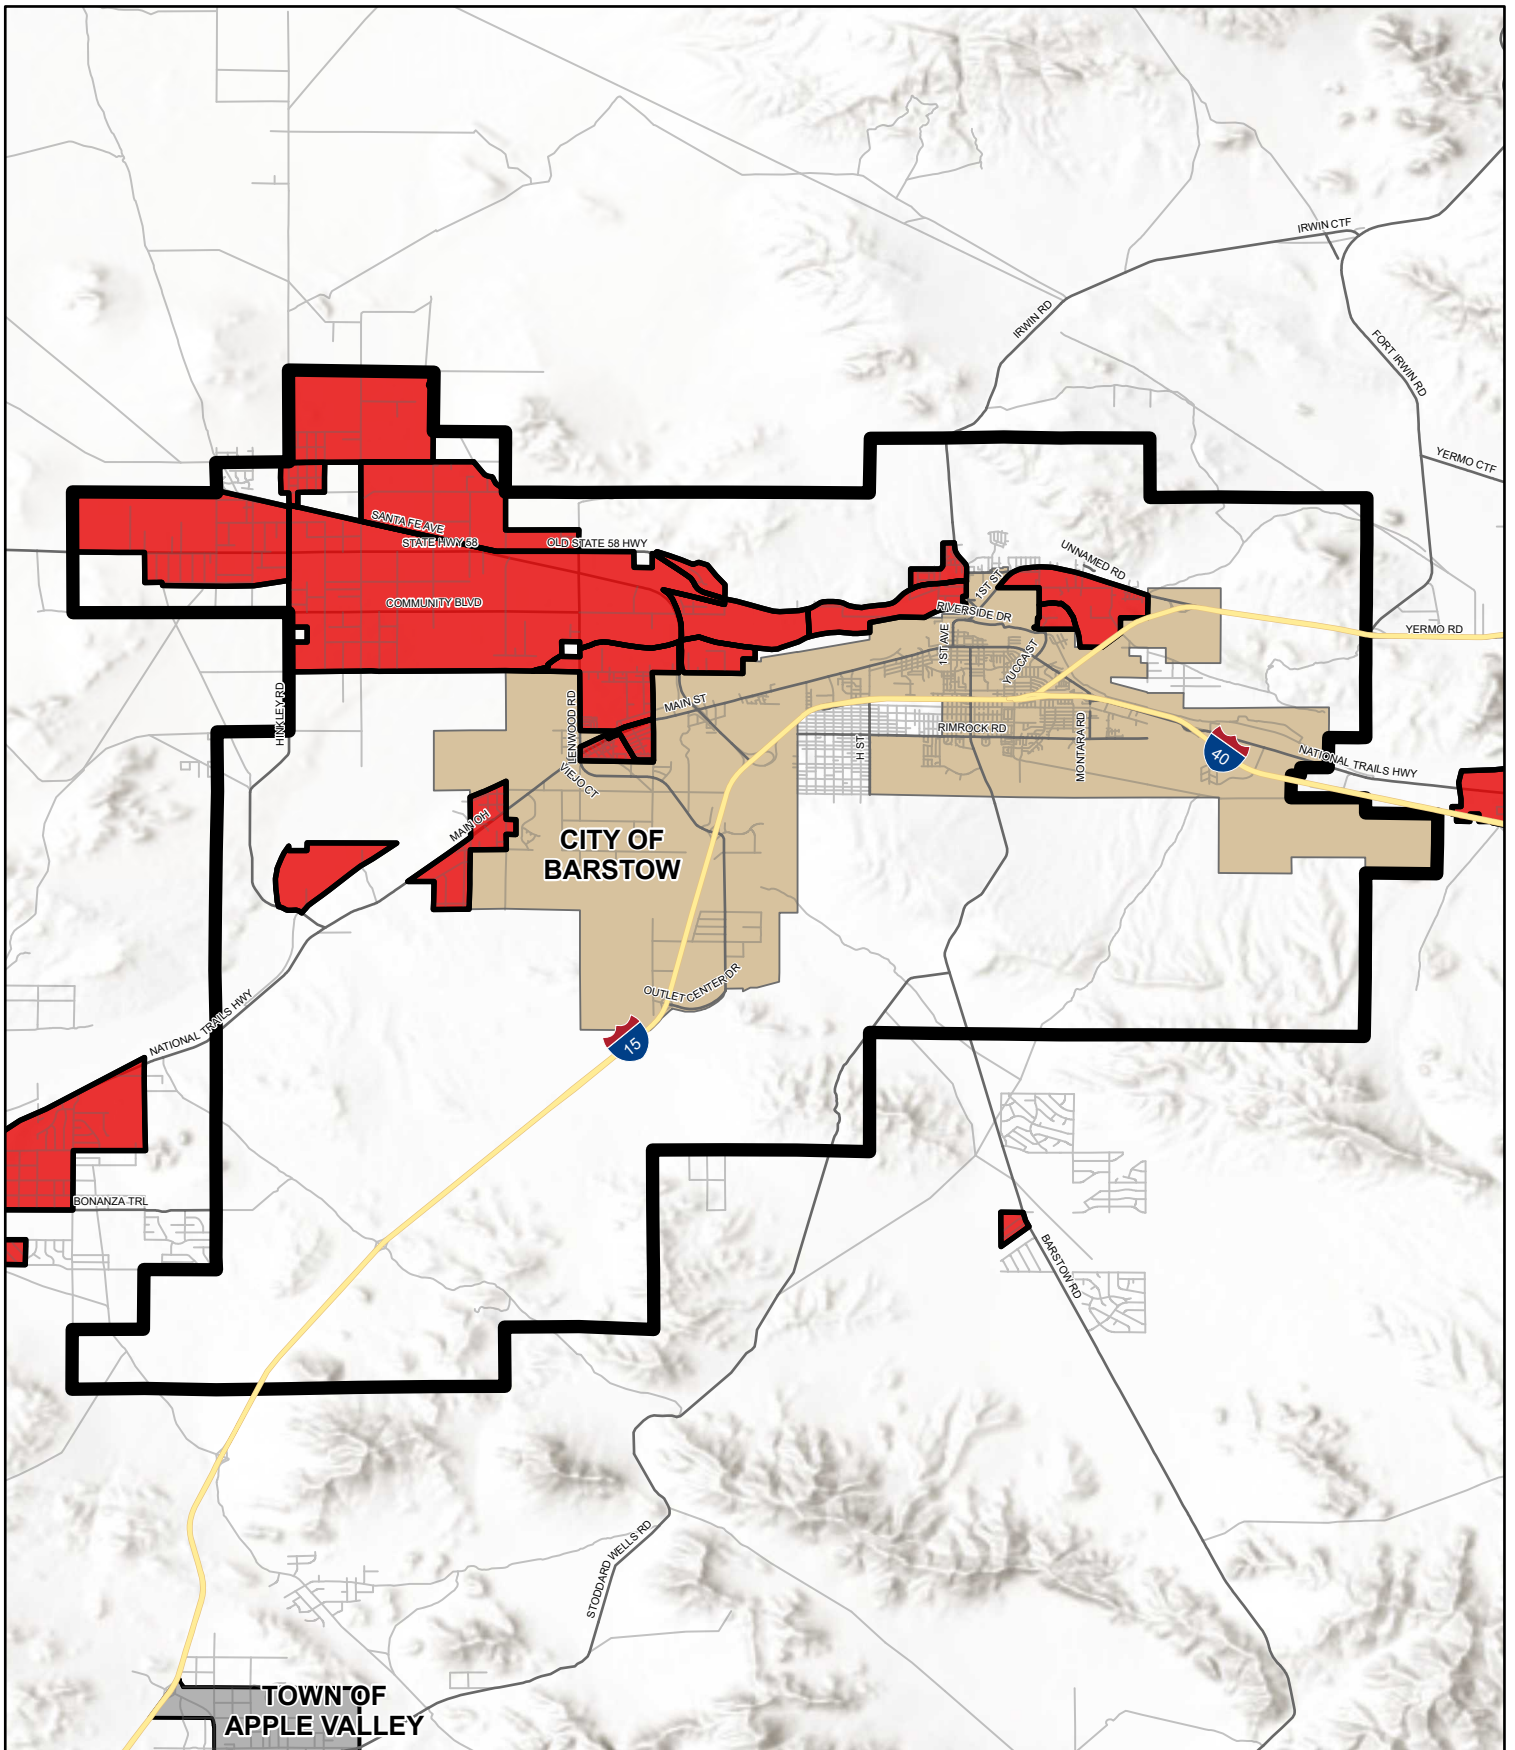 IRWIN CTF
IRWIN RD
FORT IRWIN RD
YERMO CTF
SANTA FE AVE
STATE HWY 58
OLD STATE 58 HWY
UNNAMED RD
1ST ST
COMMUNITY BLVD
RIVERSIDE DR
YERMO RD
1ST AVE
YUCCA ST
HINKLEY RD
LENWOOD RD
MAIN ST
RIMROCK RD
H ST
MONTARA RD
40
NATIONAL TRAILS HWY
VIEJO CT
MAIN OH
CITY OF
BARSTOW
OUTLET CENTER DR
NATIONAL TRAILS HWY
15
BONANZA TRL
BARSTOW RD
STODDARD WELLS RD
TOWN OF
APPLE VALLEY